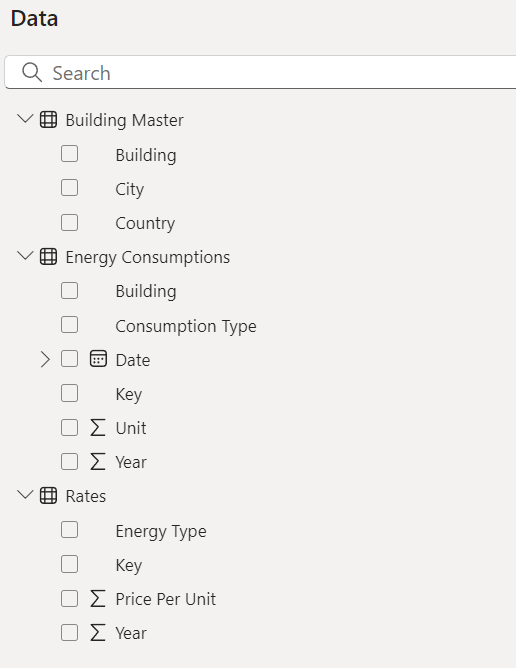 Data
Search
Building Master
Building
City
Country
Energy Consumptions
Building
Consumption Type
Date
Key
Unit
Year
Rates
Energy Type
Key
Price Per Unit
Year